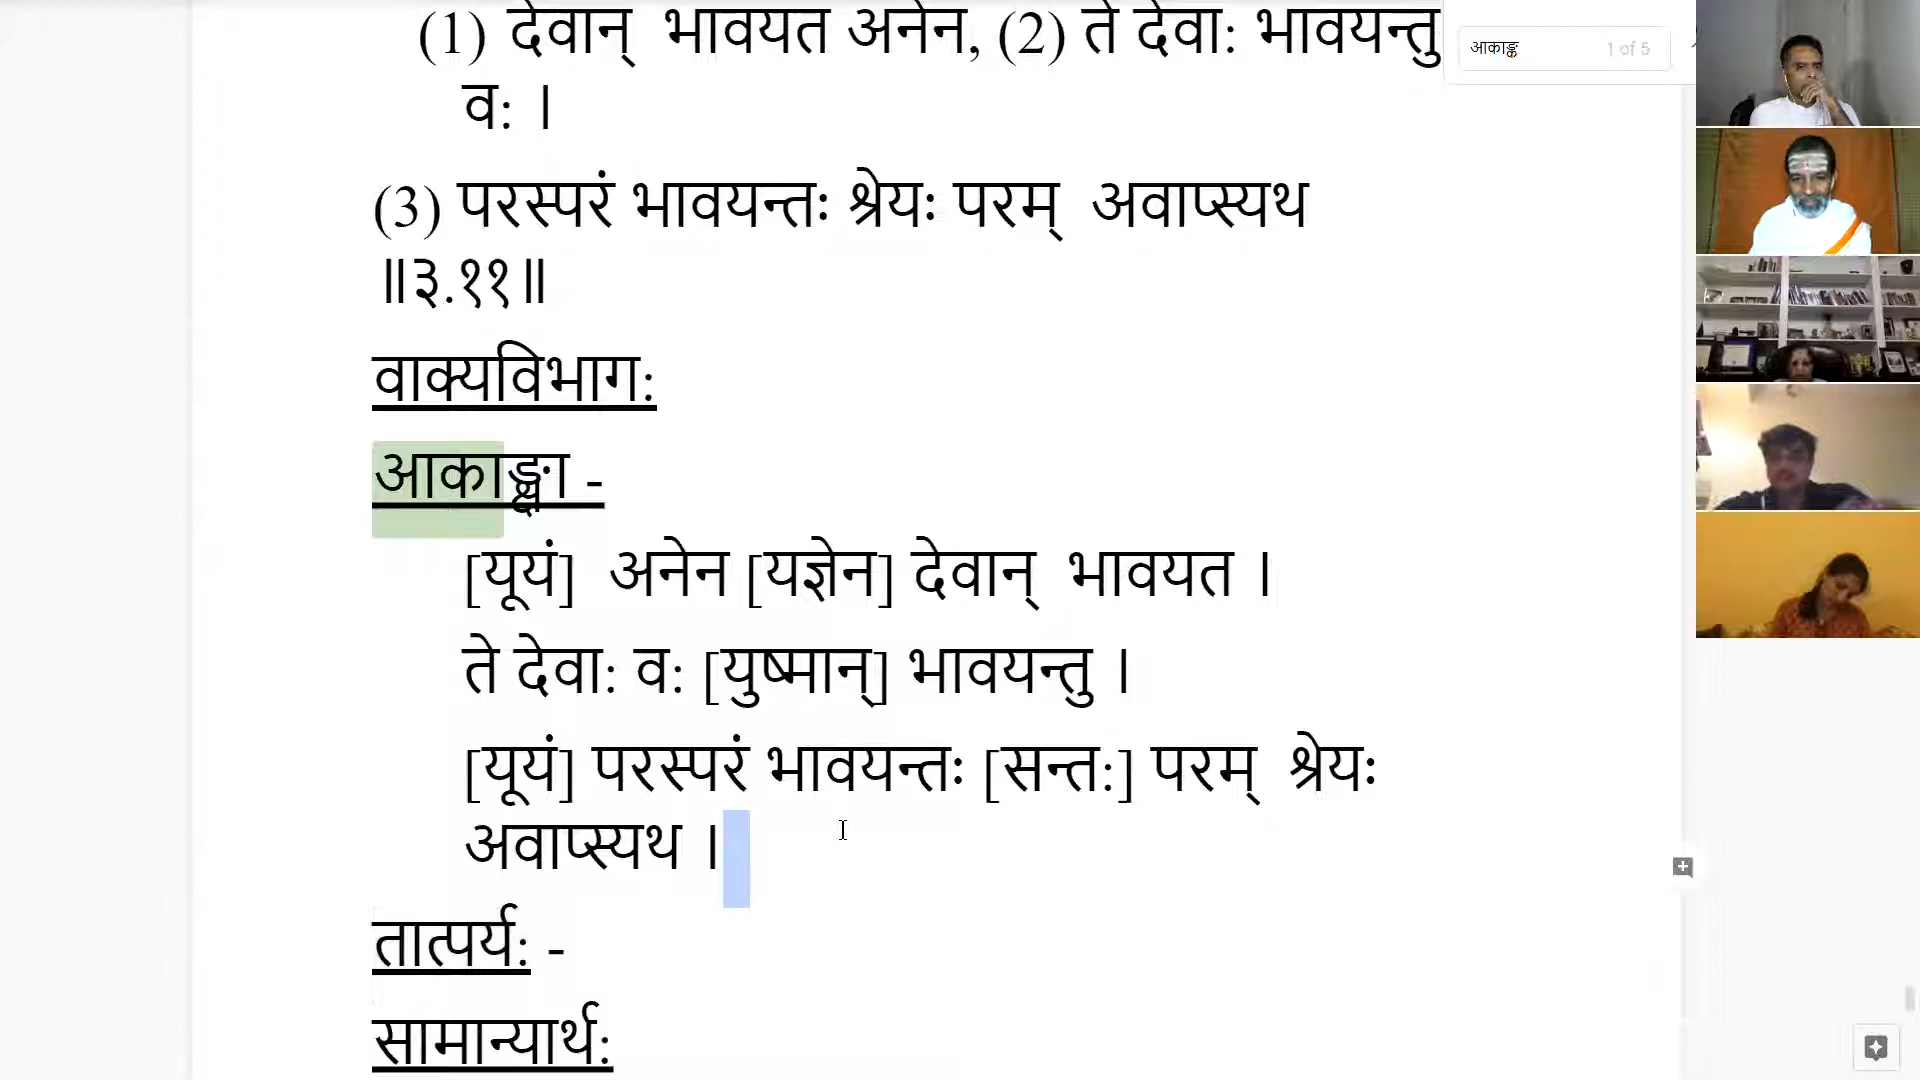 (1) देवान् भावयत अनेन, (2) ते देवा: भावयन्तु
व: ।
(3) परस्परं भावयन्तः श्रेयः परम् अवाप्स्यथ
॥३.११॥
वाक्यविभाग:
आकाङ्क्षा -
[यूयं] अनेन [यज्ञेन] देवान् भावयत ।
ते देवा: व: [युष्मान्] भावयन्तु ।
[यूयं] परस्परं भावयन्तः [सन्त:] परम् श्रेयः
अवाप्स्यथ ।
तात्पर्य: -
सामान्यार्थ:
आकाङ्क 1 of 5